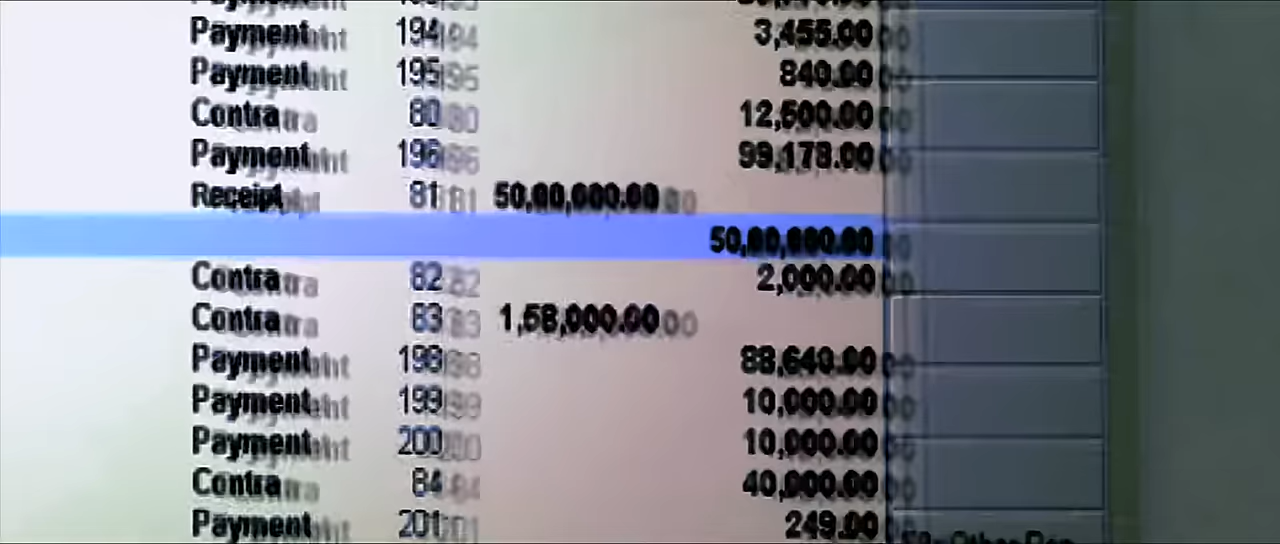 Payment 194 3,455.00
Payment 195 840.00
Contra 80 12,500.00
Payment 196 99,178.00
Receipt 81 50,00,000.00
50,00,000.00
Contra 82 2,000.00
Contra 83 1,58,000.00
Payment 198 88,640.00
Payment 199 10,000.00
Payment 200 10,000.00
Contra 84 40,000.00
Payment 201 249.00